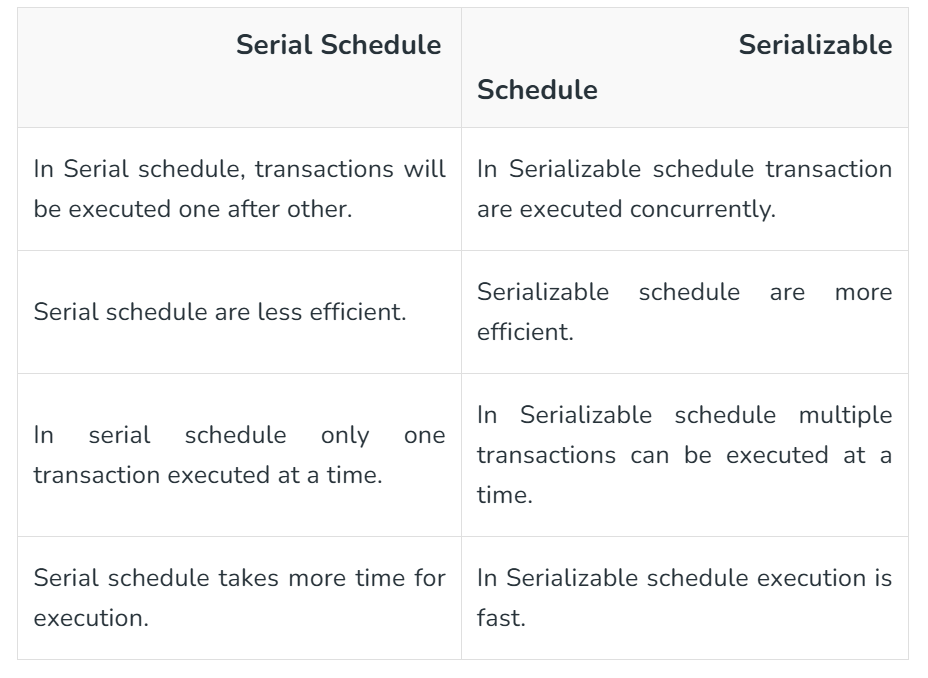 Serial Schedule
Serializable
Schedule
In Serial schedule, transactions will
be executed one after other.
In Serializable schedule transaction
are executed concurrently.
Serial schedule are less efficient.
Serializable schedule are more
efficient.
In serial schedule only one
transaction executed at a time.
In Serializable schedule multiple
transactions can be executed at a
time.
Serial schedule takes more time for
execution.
In Serializable schedule execution is
fast.